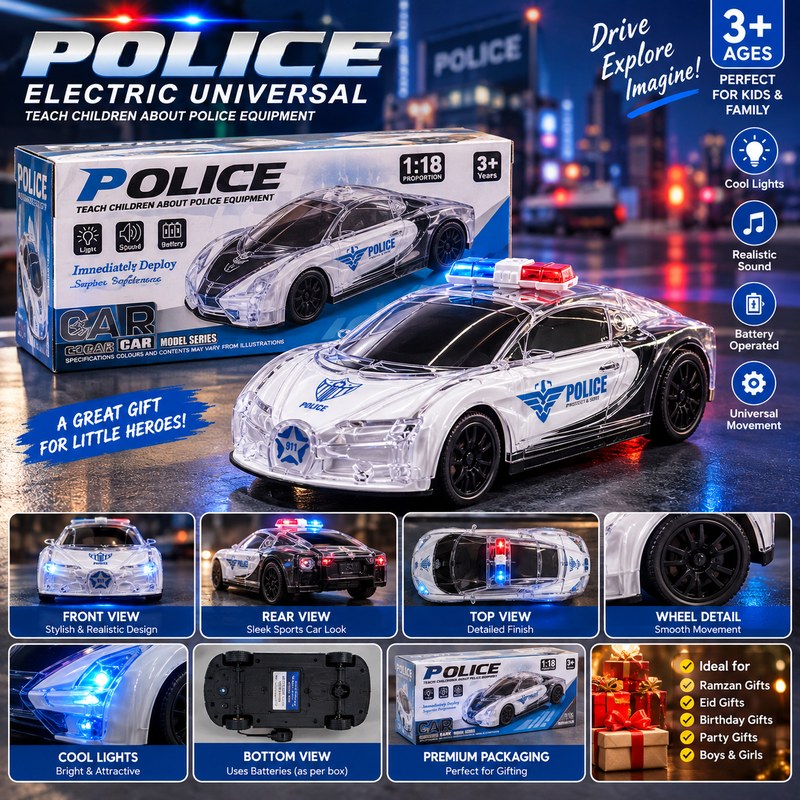 POLICE
ELECTRIC UNIVERSAL
TEACH CHILDREN ABOUT POLICE EQUIPMENT
POLICE
Drive
Explore
Imagine!
3+
AGES
PERFECT
FOR KIDS &
FAMILY
Cool Lights
Realistic
Sound
Battery
Operated
Universal
Movement
POLICE
POLICE
TEACH CHILDREN ABOUT POLICE EQUIPMENT
1:18
PROPORTION
3+
Years
Light
Sound
Battery
Immediately Deploy
POLICE
CAR
CAR MODEL SERIES
SPECIFICATIONS COLOURS AND CONTENTS MAY VARY FROM ILLUSTRATIONS
POLICE
POLICE
911
A GREAT GIFT
FOR LITTLE HEROES!
FRONT VIEW
Stylish & Realistic Design
REAR VIEW
Sleek Sports Car Look
TOP VIEW
Detailed Finish
WHEEL DETAIL
Smooth Movement
COOL LIGHTS
Bright & Attractive
BOTTOM VIEW
Uses Batteries (as per box)
POLICE
1:18
3+
PREMIUM PACKAGING
Perfect for Gifting
Ideal for
Ramzan Gifts
Eid Gifts
Birthday Gifts
Party Gifts
Boys & Girls